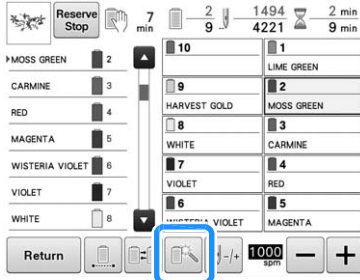 Reserve Stop 7 min 2/9 1494/4221 2 min/9 min
MOSS GREEN 2
CARMINE 3
RED 4
MAGENTA 5
WISTERIA VIOLET 6
VIOLET 7
WHITE 8
10
1 LIME GREEN
9 HARVEST GOLD
2 MOSS GREEN
8 WHITE
3 CARMINE
7 VIOLET
4 RED
6 WISTERIA VIOLET
5 MAGENTA
Return -/+ 1000 spm − +